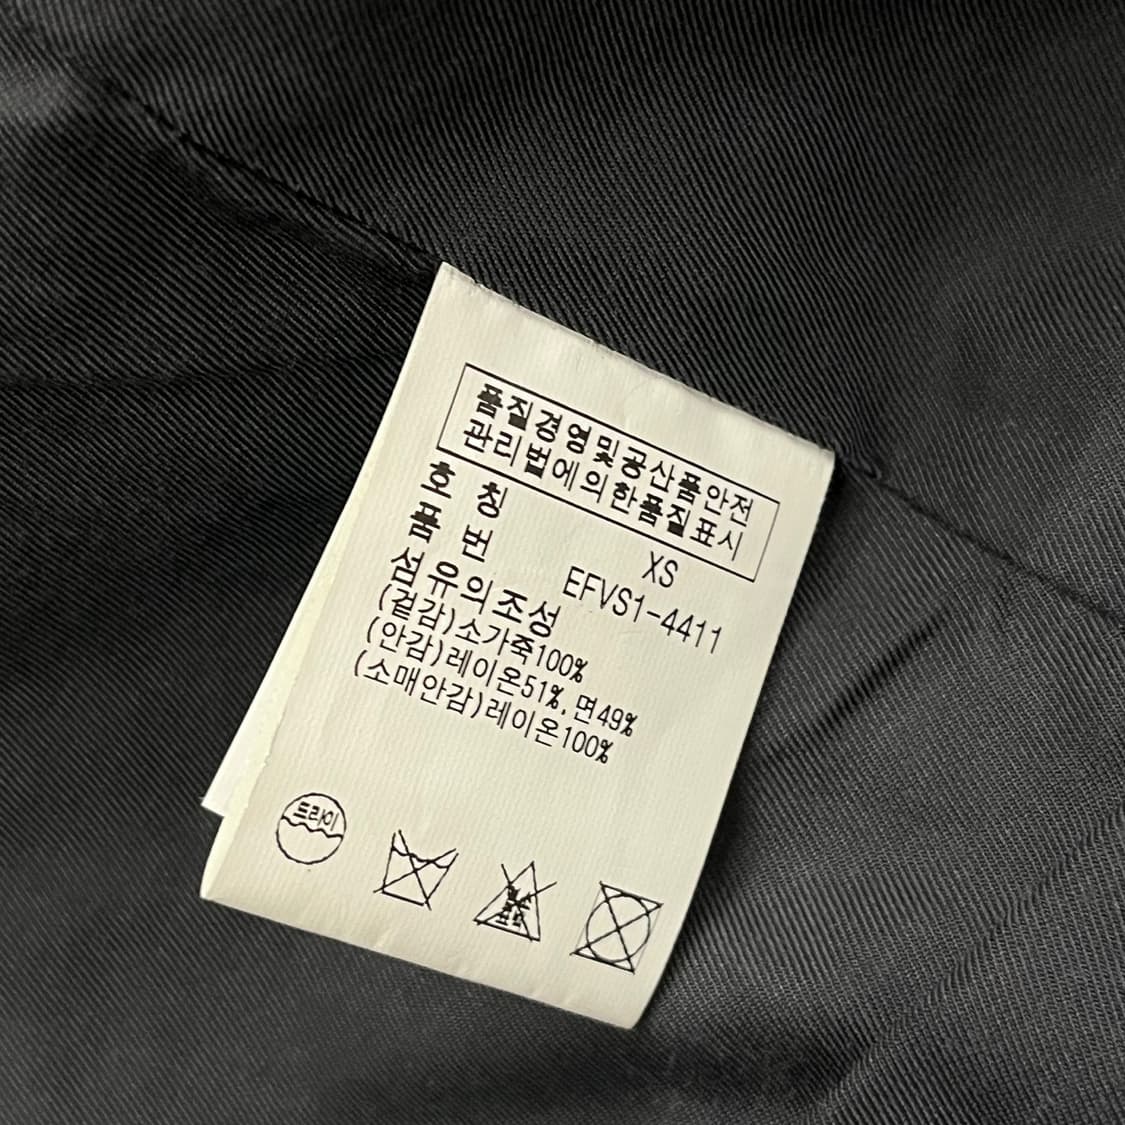 품질경영및공산품안전
관리법에의한품질표시
호 칭 XS
품 번 EFVS1-4411
섬유의조성
(겉감)소가죽100%
(안감)레이온51%,면49%
(소매안감)레이온100%
드라이